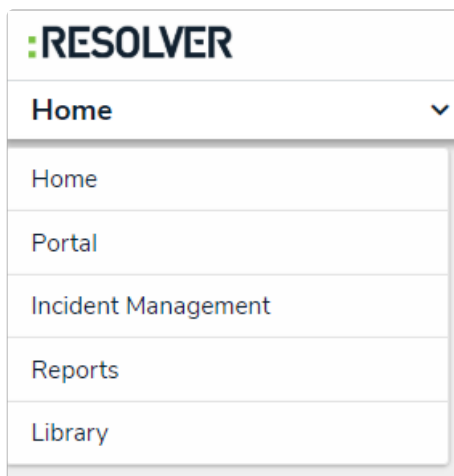 :RESOLVER
Home
Home
Portal
Incident Management
Reports
Library